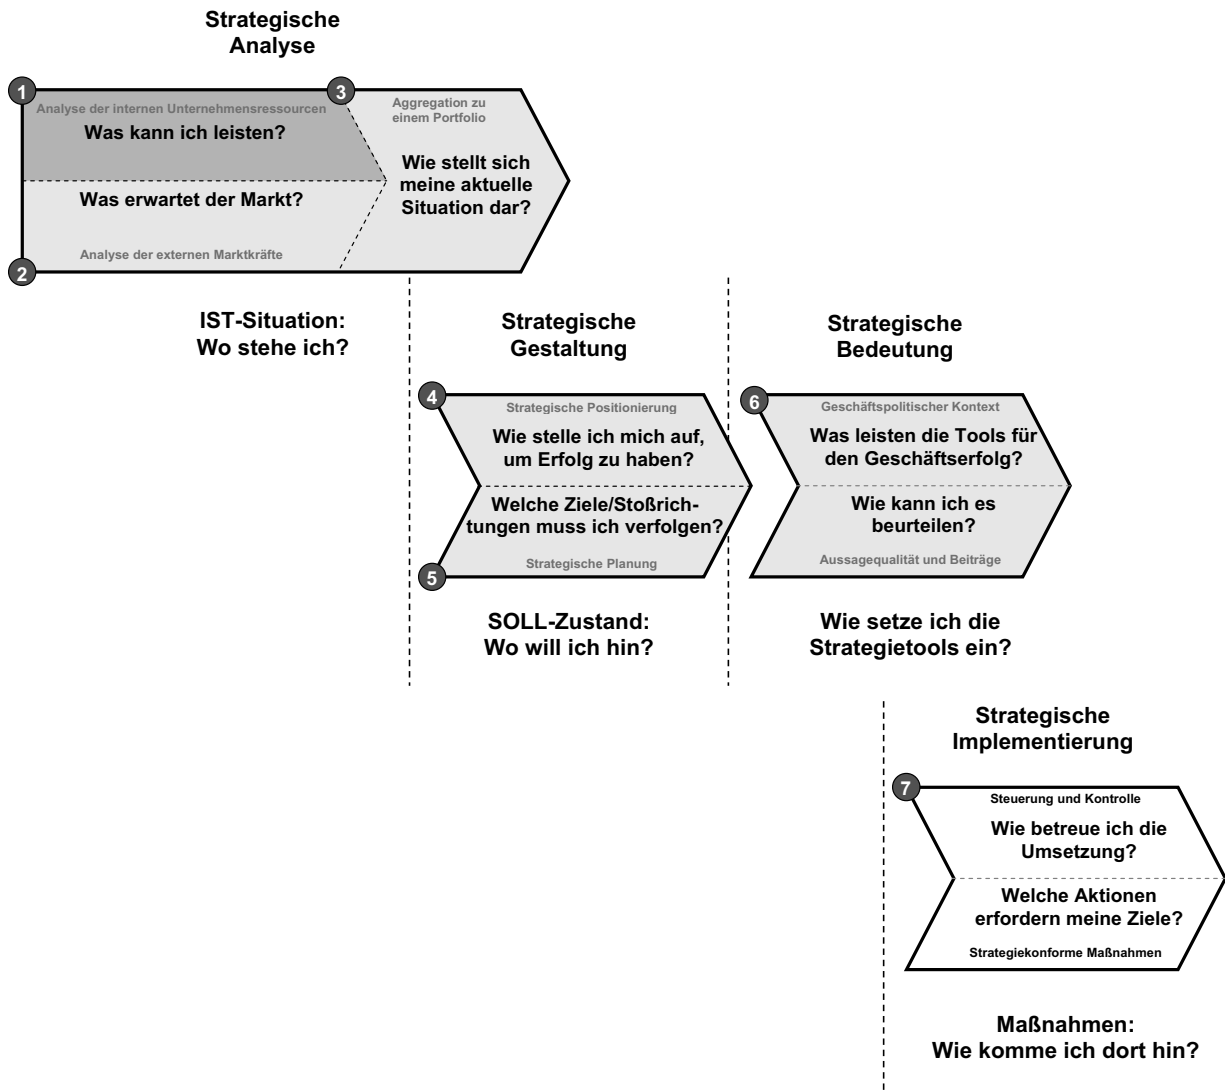 Strategische
Analyse
1
3
Analyse der internen Unternehmensressourcen
Was kann ich leisten?
Aggregation zu
einem Portfolio
Wie stellt sich
meine aktuelle
Situation dar?
Was erwartet der Markt?
Analyse der externen Marktkräfte
2
IST-Situation:
Wo stehe ich?
Strategische
Gestaltung
4
Strategische Positionierung
Wie stelle ich mich auf,
um Erfolg zu haben?
Welche Ziele/Stoßrich-
tungen muss ich verfolgen?
Strategische Planung
5
SOLL-Zustand:
Wo will ich hin?
Strategische
Bedeutung
6
Geschäftspolitischer Kontext
Was leisten die Tools für
den Geschäftserfolg?
Wie kann ich es
beurteilen?
Aussagequalität und Beiträge
Wie setze ich die
Strategietools ein?
Strategische
Implementierung
7
Steuerung und Kontrolle
Wie betreue ich die
Umsetzung?
Welche Aktionen
erfordern meine Ziele?
Strategiekonforme Maßnahmen
Maßnahmen:
Wie komme ich dort hin?